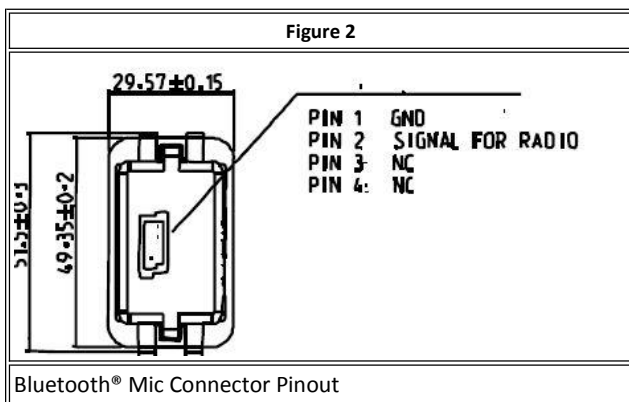 Figure 2
29.57±0.15
PIN 1 GND
PIN 2 SIGNAL FOR RADIO
PIN 3 NC
PIN 4: NC
49.35±0.2
Bluetooth® Mic Connector Pinout